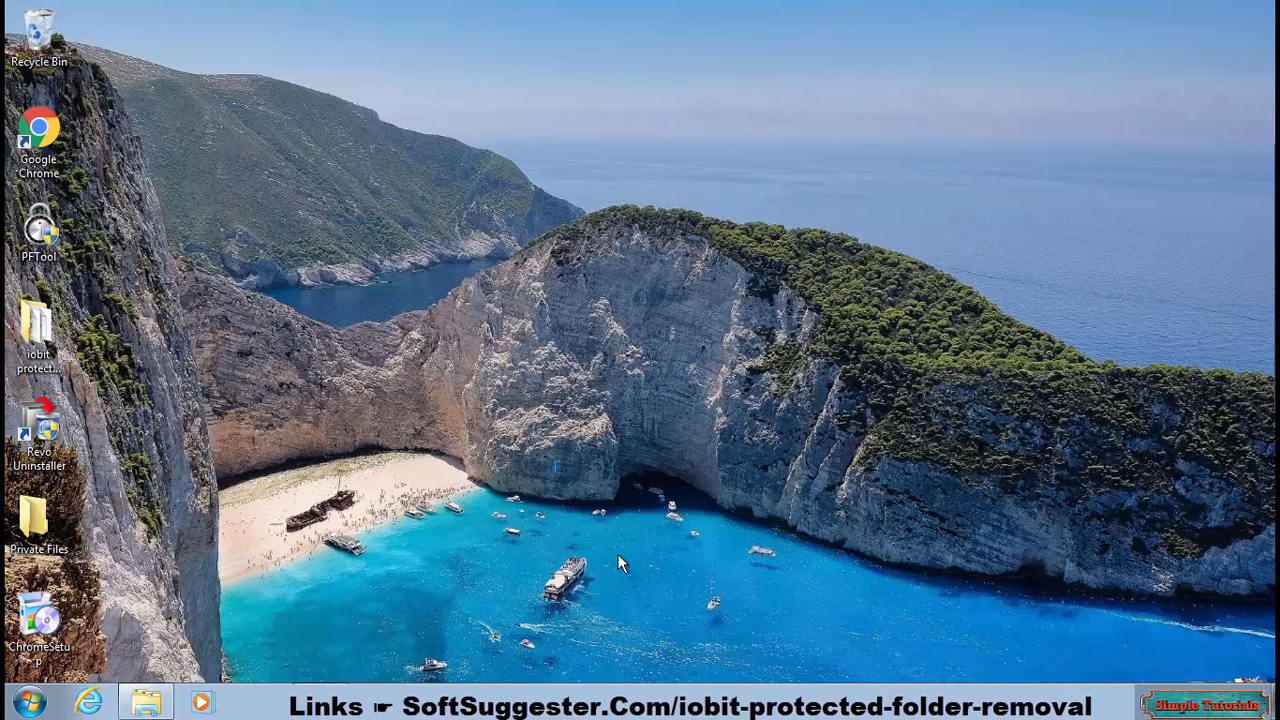 Recycle Bin
Google
Chrome
PFTool
iobit
protect...
Revo
Uninstaller
Private Files
ChromeSetu
p
Links ☛ SoftSuggester.Com/iobit-protected-folder-removal
Simple Tutorials